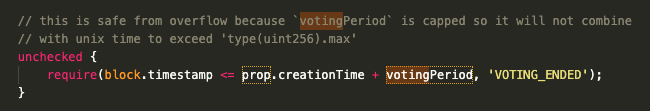 // this is safe from overflow because `votingPeriod` is capped so it will not combine
// with unix time to exceed 'type(uint256).max'
unchecked {
require(block.timestamp <= prop.creationTime + votingPeriod, 'VOTING_ENDED');
}